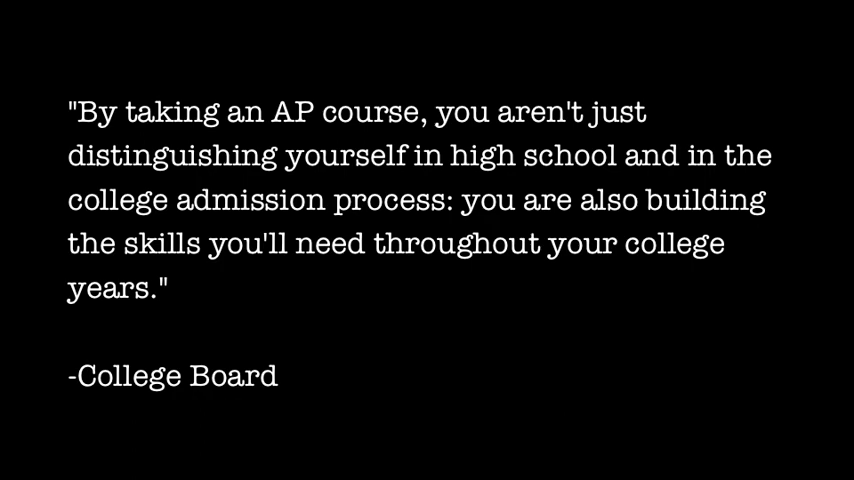 "By taking an AP course, you aren't just
distinguishing yourself in high school and in the
college admission process: you are also building
the skills you'll need throughout your college
years."
-College Board